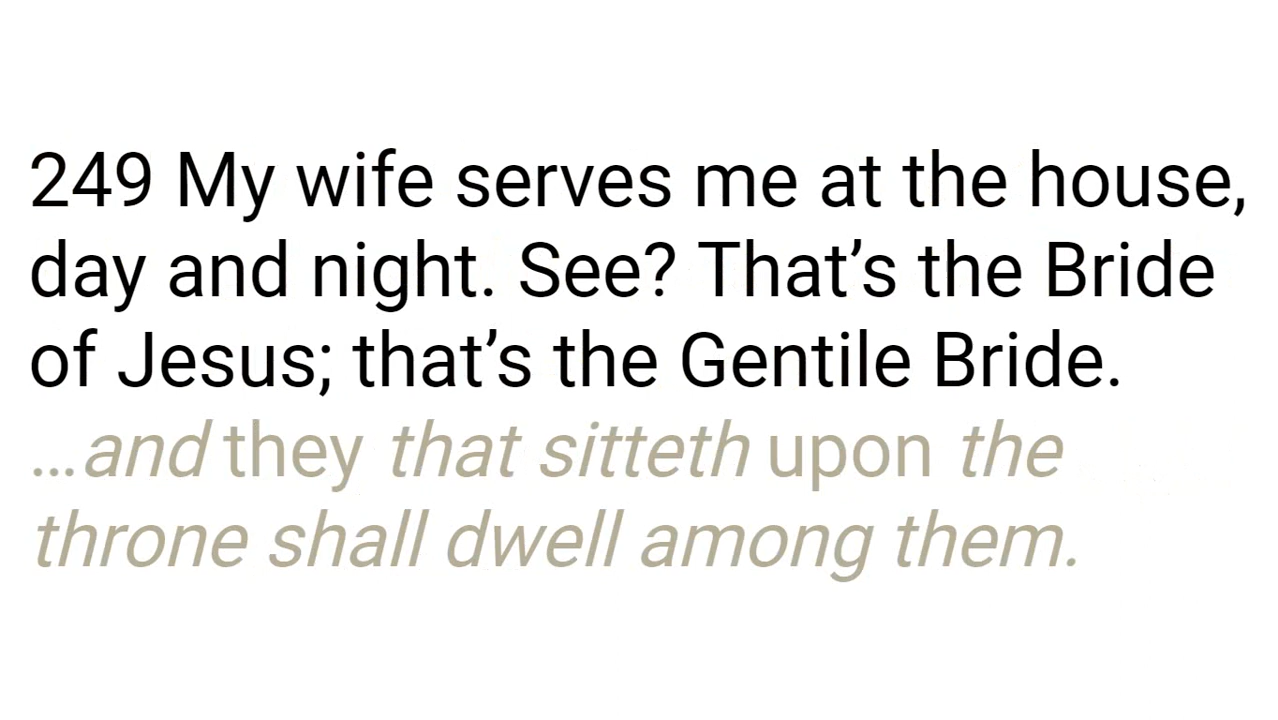 249 My wife serves me at the house,
day and night. See? That’s the Bride
of Jesus; that’s the Gentile Bride.
…and they that sitteth upon the
throne shall dwell among them.